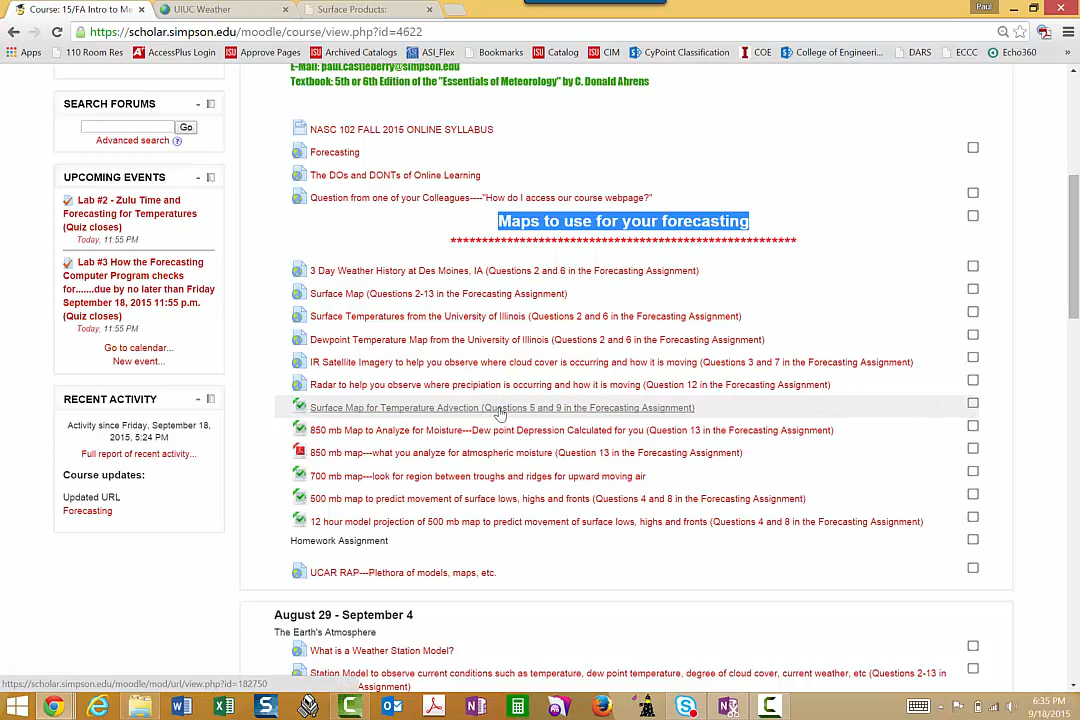 Course: 15/FA Intro to Me
UIUC Weather
Surface Products:
Paul
https://scholar.simpson.edu/moodle/course/view.php?id=4622
Apps
110 Room Res
AccessPlus Login
Approve Pages
Archived Catalogs
ASI_Flex
Bookmarks
Catalog
CIM
CyPoint Classification
COE
College of Engineeri...
DARS
ECCC
Echo360
»
E-Mail: paul.castleberry@simpson.edu
Textbook: 5th or 6th Edition of the "Essentials of Meteorology" by C. Donald Ahrens
SEARCH FORUMS
Go
Advanced search
UPCOMING EVENTS
Lab #2 - Zulu Time and
Forecasting for Temperatures
(Quiz closes)
Today, 11:55 PM
Lab #3 How the Forecasting
Computer Program checks
for.......due by no later than Friday
September 18, 2015 11:55 p.m.
(Quiz closes)
Today, 11:55 PM
Go to calendar...
New event...
RECENT ACTIVITY
Activity since Friday, September 18,
2015, 5:24 PM
Full report of recent activity...
Course updates:
Updated URL
Forecasting
NASC 102 FALL 2015 ONLINE SYLLABUS
Forecasting
The DOs and DONTs of Online Learning
Question from one of your Colleagues----"How do I access our course webpage?"
Maps to use for your forecasting
*******************************************************
3 Day Weather History at Des Moines, IA (Questions 2 and 6 in the Forecasting Assignment)
Surface Map (Questions 2-13 in the Forecasting Assignment)
Surface Temperatures from the University of Illinois (Questions 2 and 6 in the Forecasting Assignment)
Dewpoint Temperature Map from the University of Illinois (Questions 2 and 6 in the Forecasting Assignment)
IR Satellite Imagery to help you observe where cloud cover is occurring and how it is moving (Questions 3 and 7 in the Forecasting Assignment)
Radar to help you observe where precipiation is occurring and how it is moving (Question 12 in the Forecasting Assignment)
Surface Map for Temperature Advection (Questions 5 and 9 in the Forecasting Assignment)
850 mb Map to Analyze for Moisture---Dew point Depression Calculated for you (Question 13 in the Forecasting Assignment)
850 mb map---what you analyze for atmospheric moisture (Question 13 in the Forecasting Assignment)
700 mb map---look for region between troughs and ridges for upward moving air
500 mb map to predict movement of surface lows, highs and fronts (Questions 4 and 8 in the Forecasting Assignment)
12 hour model projection of 500 mb map to predict movement of surface lows, highs and fronts (Questions 4 and 8 in the Forecasting Assignment)
Homework Assignment
UCAR RAP---Plethora of models, maps, etc.
August 29 - September 4
The Earth's Atmosphere
What is a Weather Station Model?
Station Model to observe current conditions such as temperature, dew point temperature, degree of cloud cover, current weather, etc (Questions 2-13 in
Assignment)
https://scholar.simpson.edu/moodle/mod/url/view.php?id=182750
6:35 PM
9/18/2015